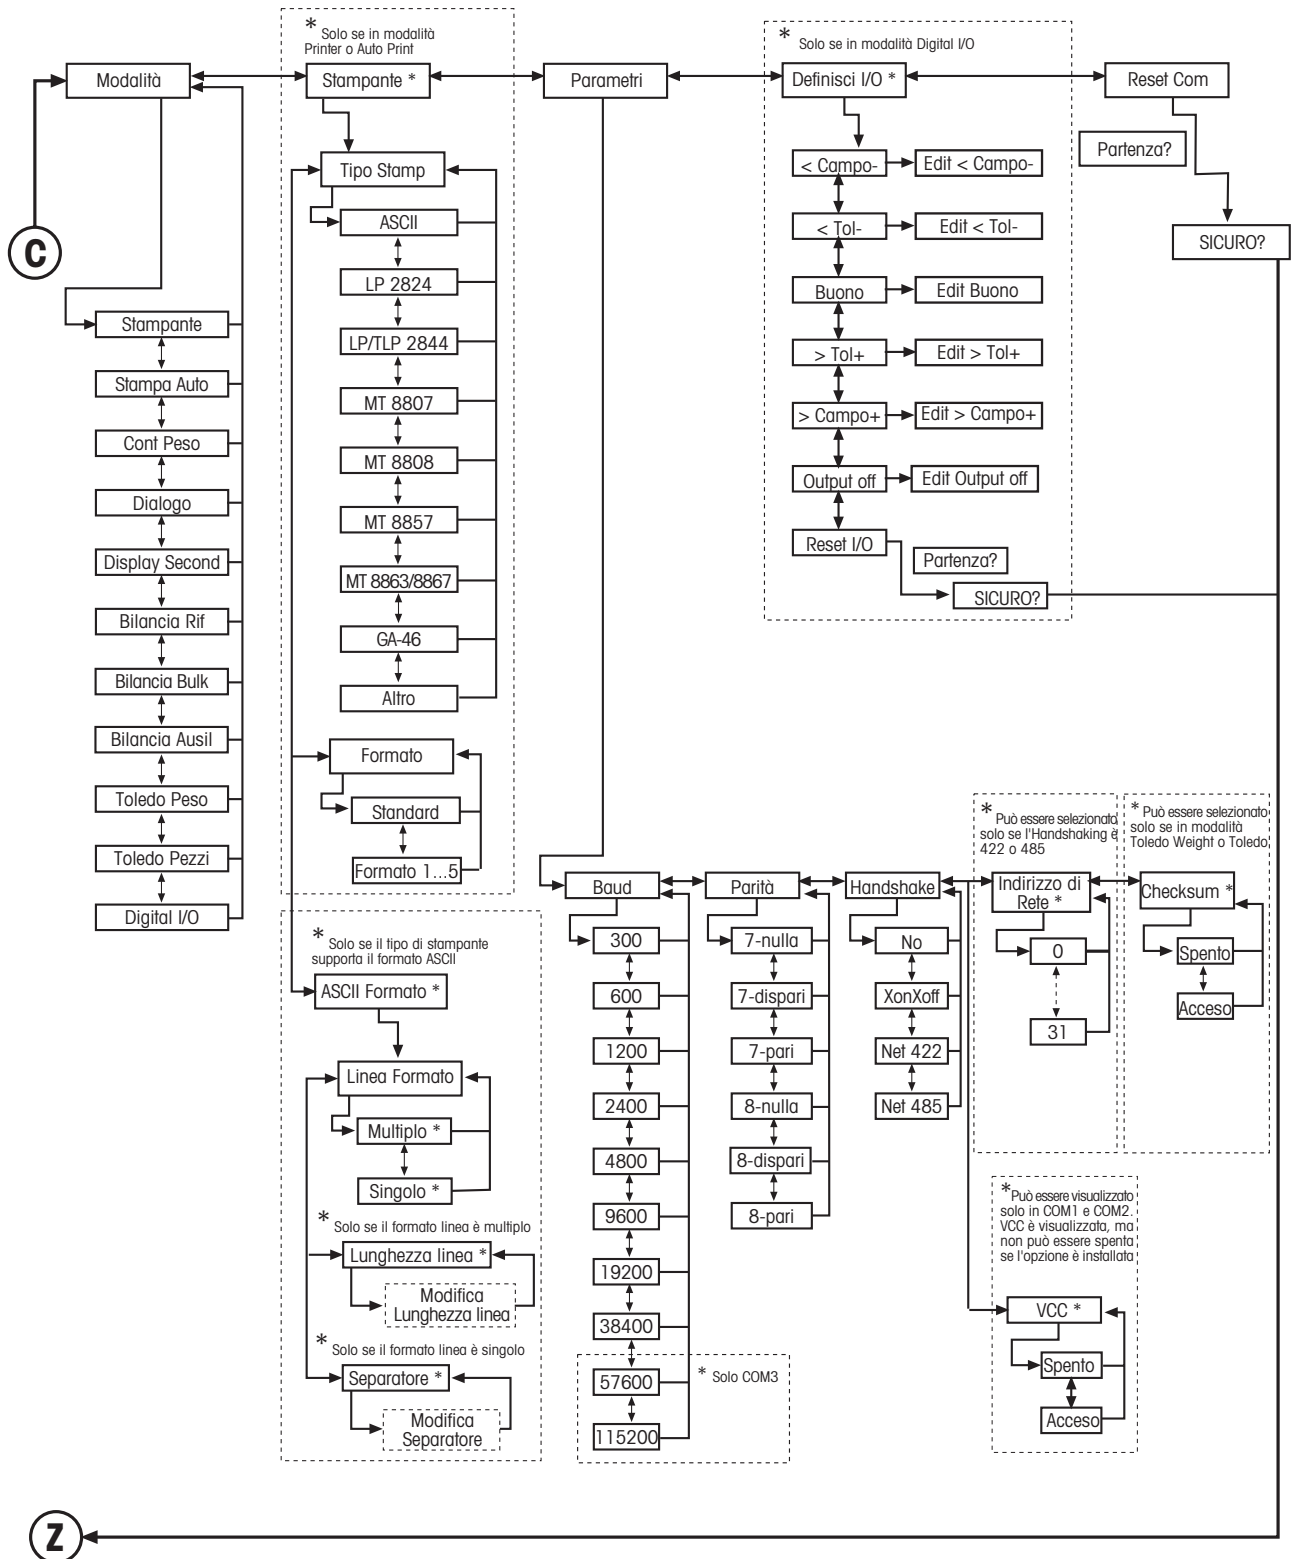 * Solo se in modalità
Printer o Auto Print
* Solo se in modalità Digital I/O
Modalità
Stampante *
Parametri
Definisci I/O *
Reset Com
Partenza?
SICURO?
C
Stampante
Stampa Auto
Cont Peso
Dialogo
Display Second
Bilancia Rif
Bilancia Bulk
Bilancia Ausil
Toledo Peso
Toledo Pezzi
Digital I/O
Tipo Stamp
ASCII
LP 2824
LP/TLP 2844
MT 8807
MT 8808
MT 8857
MT 8863/8867
GA-46
Altro
Formato
Standard
Formato 1...5
* Solo se il tipo di stampante
supporta il formato ASCII
ASCII Formato *
Linea Formato
Multiplo *
Singolo *
* Solo se il formato linea è multiplo
Lunghezza linea *
Modifica
Lunghezza linea
* Solo se il formato linea è singolo
Separatore *
Modifica
Separatore
< Campo-
Edit < Campo-
< Tol-
Edit < Tol-
Buono
Edit Buono
> Tol+
Edit > Tol+
> Campo+
Edit > Campo+
Output off
Edit Output off
Reset I/O
Partenza?
SICURO?
Baud
300
600
1200
2400
4800
9600
19200
38400
57600
115200
* Solo COM3
Parità
7-nulla
7-dispari
7-pari
8-nulla
8-dispari
8-pari
Handshake
No
XonXoff
Net 422
Net 485
* Può essere selezionato
solo se l'Handshaking è
422 o 485
Indirizzo di
Rete *
0
31
* Può essere selezionato
solo se in modalità
Toledo Weight o Toledo
Checksum *
Spento
Acceso
* Può essere visualizzato
solo in COM1 e COM2.
VCC è visualizzata, ma
non può essere spenta
se l'opzione è installata
VCC *
Spento
Acceso
Z